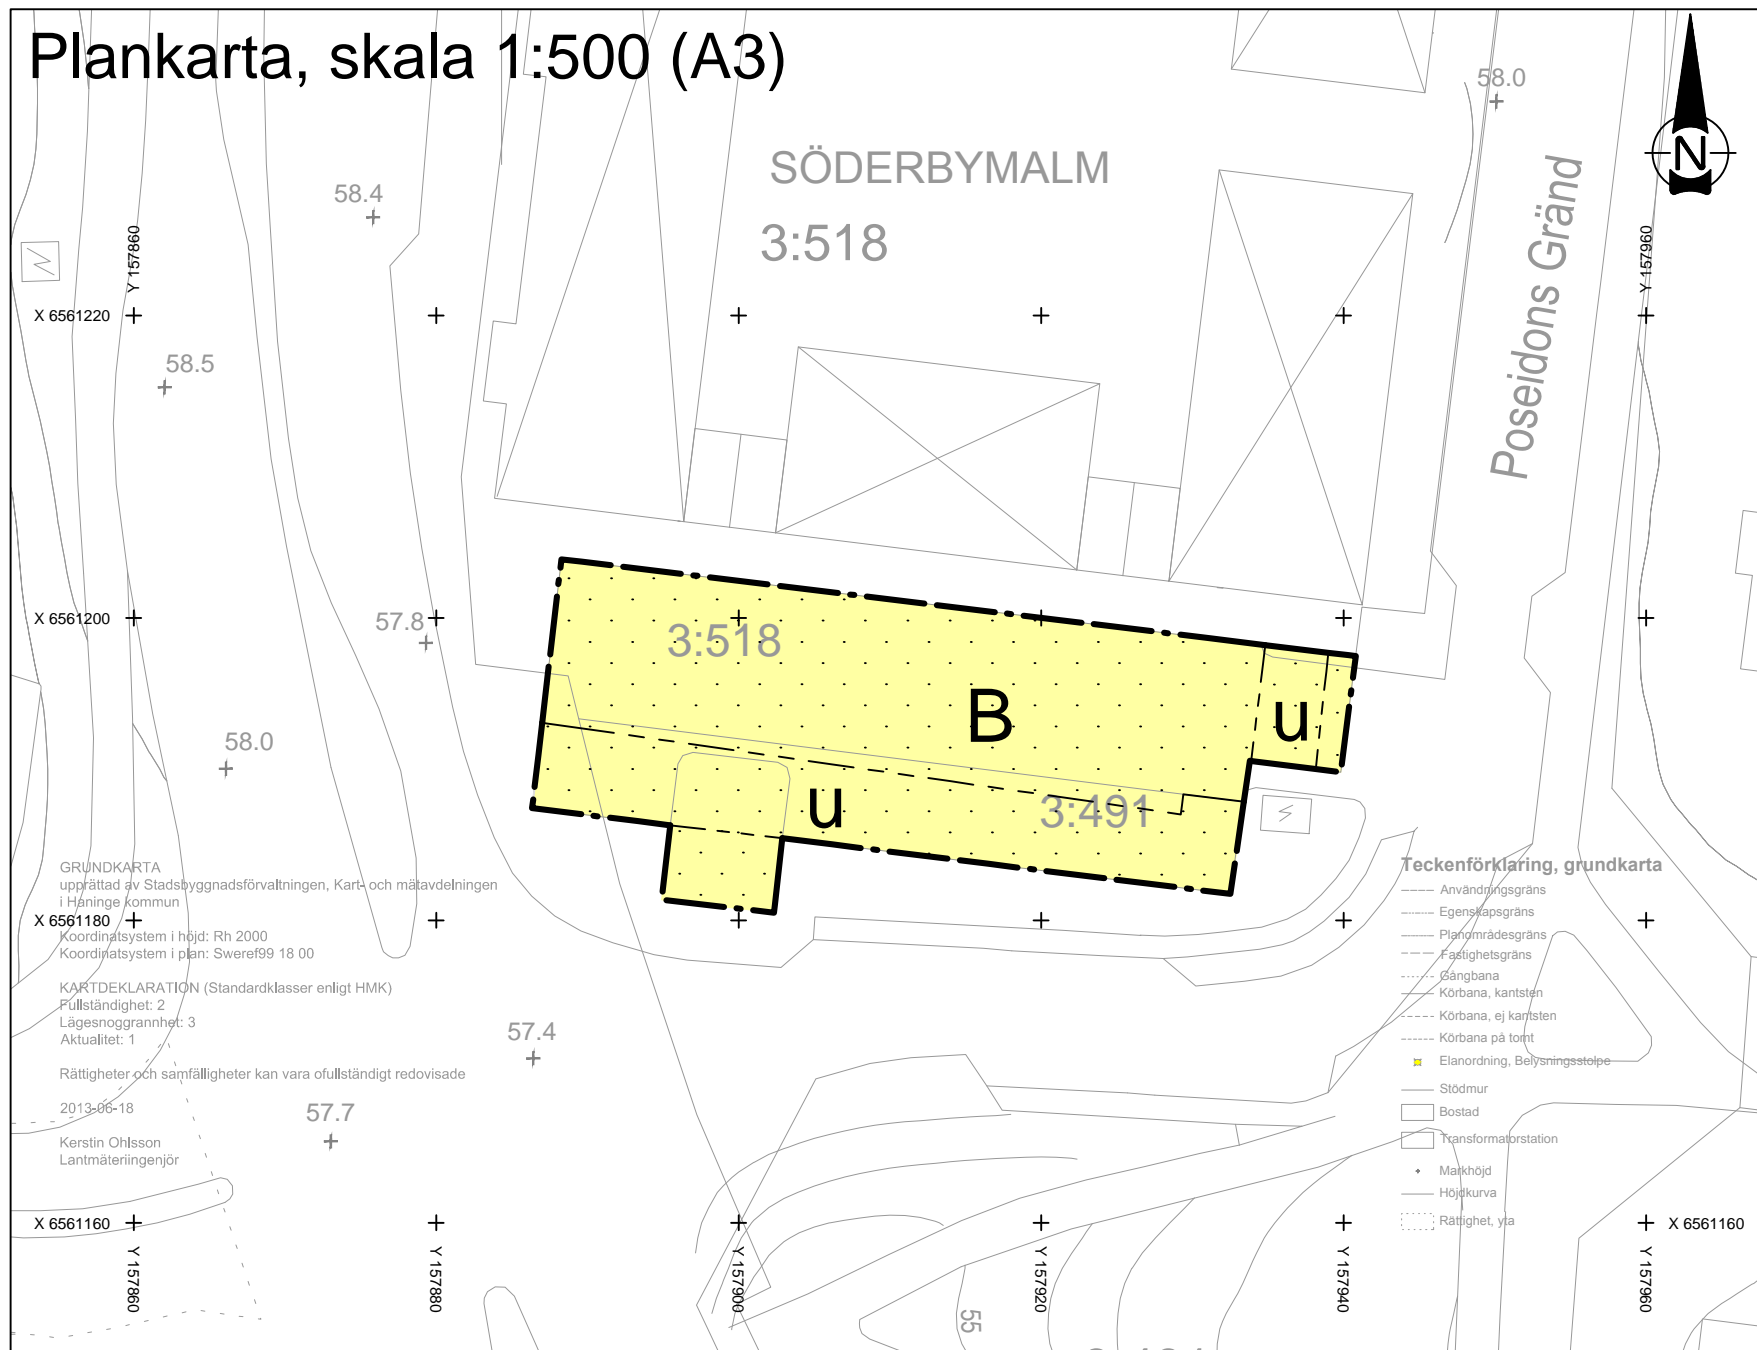 Plankarta, skala 1:500 (A3)
58.0
N
SÖDERBYMALM
3:518
58.4
Poseidons Gränd
Y 157860
Y 157960
X 6561220
58.5
X 6561200
57.8
3:518
B
u
58.0
u
3:491
GRUNDKARTA
upprättad av Stadsbyggnadsförvaltningen, Kart- och mätavdelningen
i Haninge kommun
X 6561180
Koordinatsystem i höjd: Rh 2000
Koordinatsystem i plan: Sweref99 18 00
KARTDEKLARATION (Standardklasser enligt HMK)
Fullständighet: 2
Lägesnoggrannhet: 3
Aktualitet: 1
Rättigheter och samfälligheter kan vara ofullständigt redovisade
2013-06-18
Kerstin Ohlsson
Lantmäteriingenjör
57.4
57.7
Teckenförklaring, grundkarta
Användningsgräns
Egenskapsgräns
Planområdesgräns
Fastighetsgräns
Gångbana
Körbana, kantsten
Körbana, ej kantsten
Körbana på tomt
Elanordning, Belysningsstolpe
Stödmur
Bostad
Transformatorstation
Markhöjd
Höjdkurva
Rättighet, yta
X 6561160
X 6561160
Y 157860
Y 157880
Y 157900
Y 157920
Y 157940
Y 157960
55